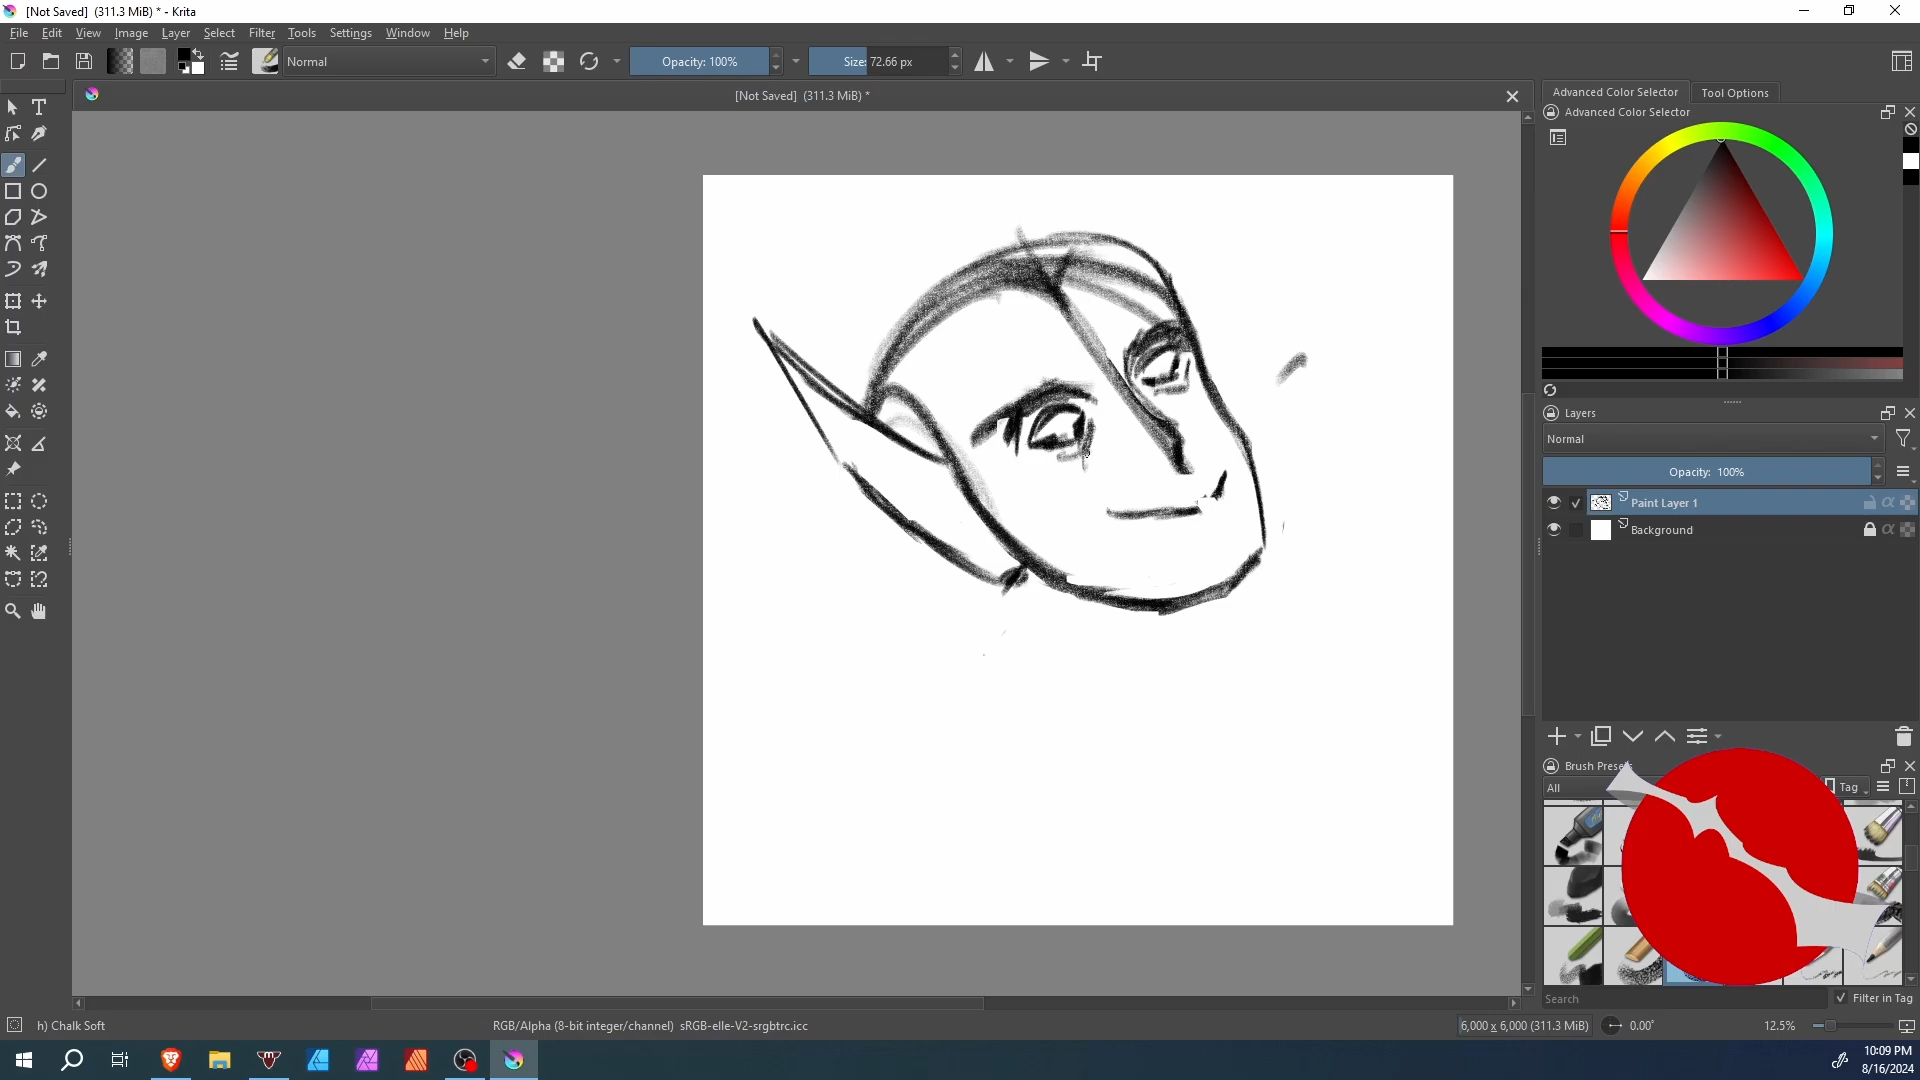 [Not Saved]  (311.3 MiB) * - Krita
File Edit View Image Layer Select Filter Tools Settings Window Help
Normal
Opacity: 100%
Size: 72.66 px
[Not Saved]  (311.3 MiB) *
Advanced Color Selector
Tool Options
Advanced Color Selector
Layers
Normal
Opacity:  100%
Paint Layer 1
Background
Brush Prese
All
Tag
Search
Filter in Tag
h) Chalk Soft
RGB/Alpha (8-bit integer/channel)  sRGB-elle-V2-srgbtrc.icc
6,000 x 6,000 (311.3 MiB)
0.00°
12.5%
10:09 PM
8/16/2024